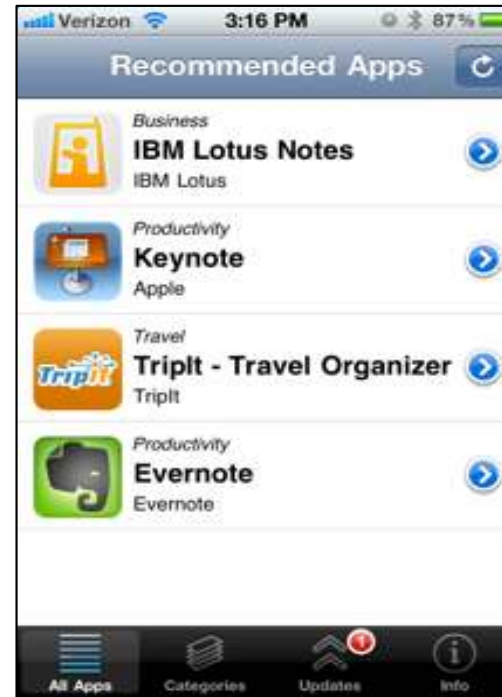 Verizon 3:16 PM 87%
Recommended Apps
Business
IBM Lotus Notes
IBM Lotus
Productivity
Keynote
Apple
Travel
TripIt
TripIt - Travel Organizer
TripIt
Productivity
Evernote
Evernote
1
All Apps Categories Updates Info